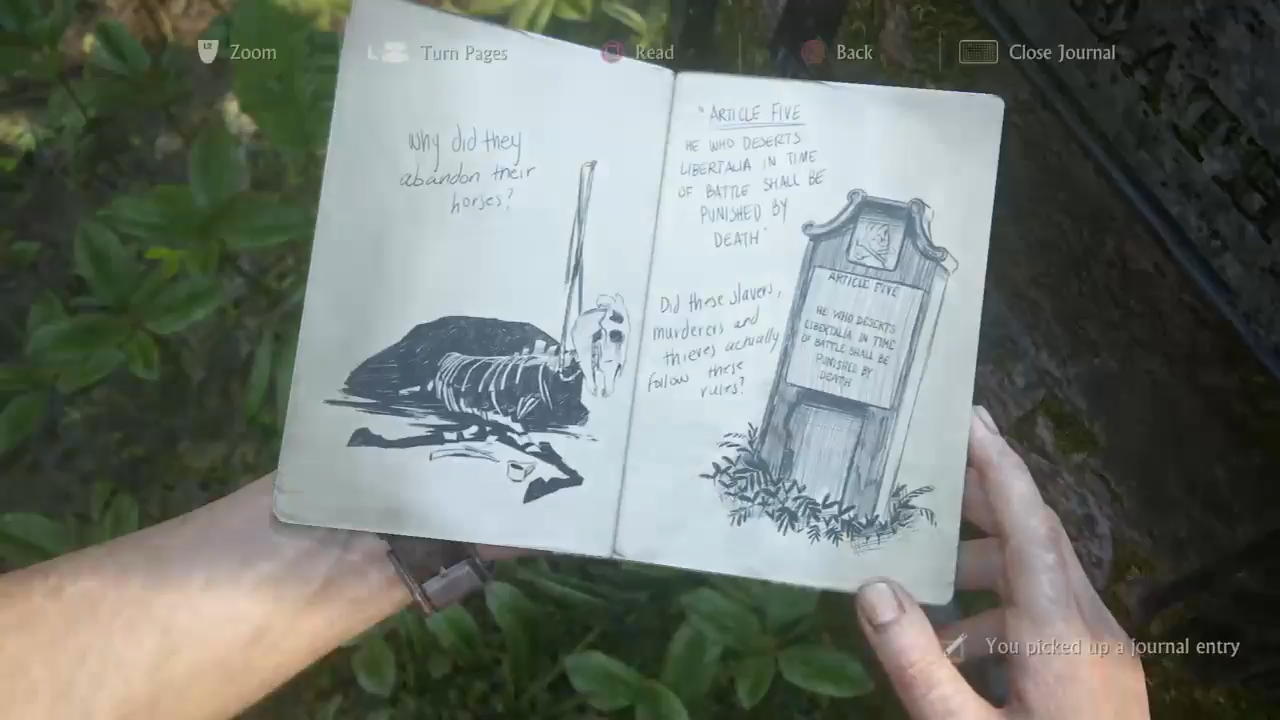 L2 Zoom
L Turn Pages
Read
Back
Close Journal
Why did they
abandon their
horses?
"ARTICLE FIVE
HE WHO DESERTS
LIBERTALIA IN TIME
OF BATTLE SHALL BE
PUNISHED BY
DEATH"
Did these slavers,
murderers and
thieves actually
follow these
rules?
ARTICLE FIVE
HE WHO DESERTS
LIBERTALIA IN TIME
OF BATTLE SHALL BE
PUNISHED BY
DEATH
You picked up a journal entry